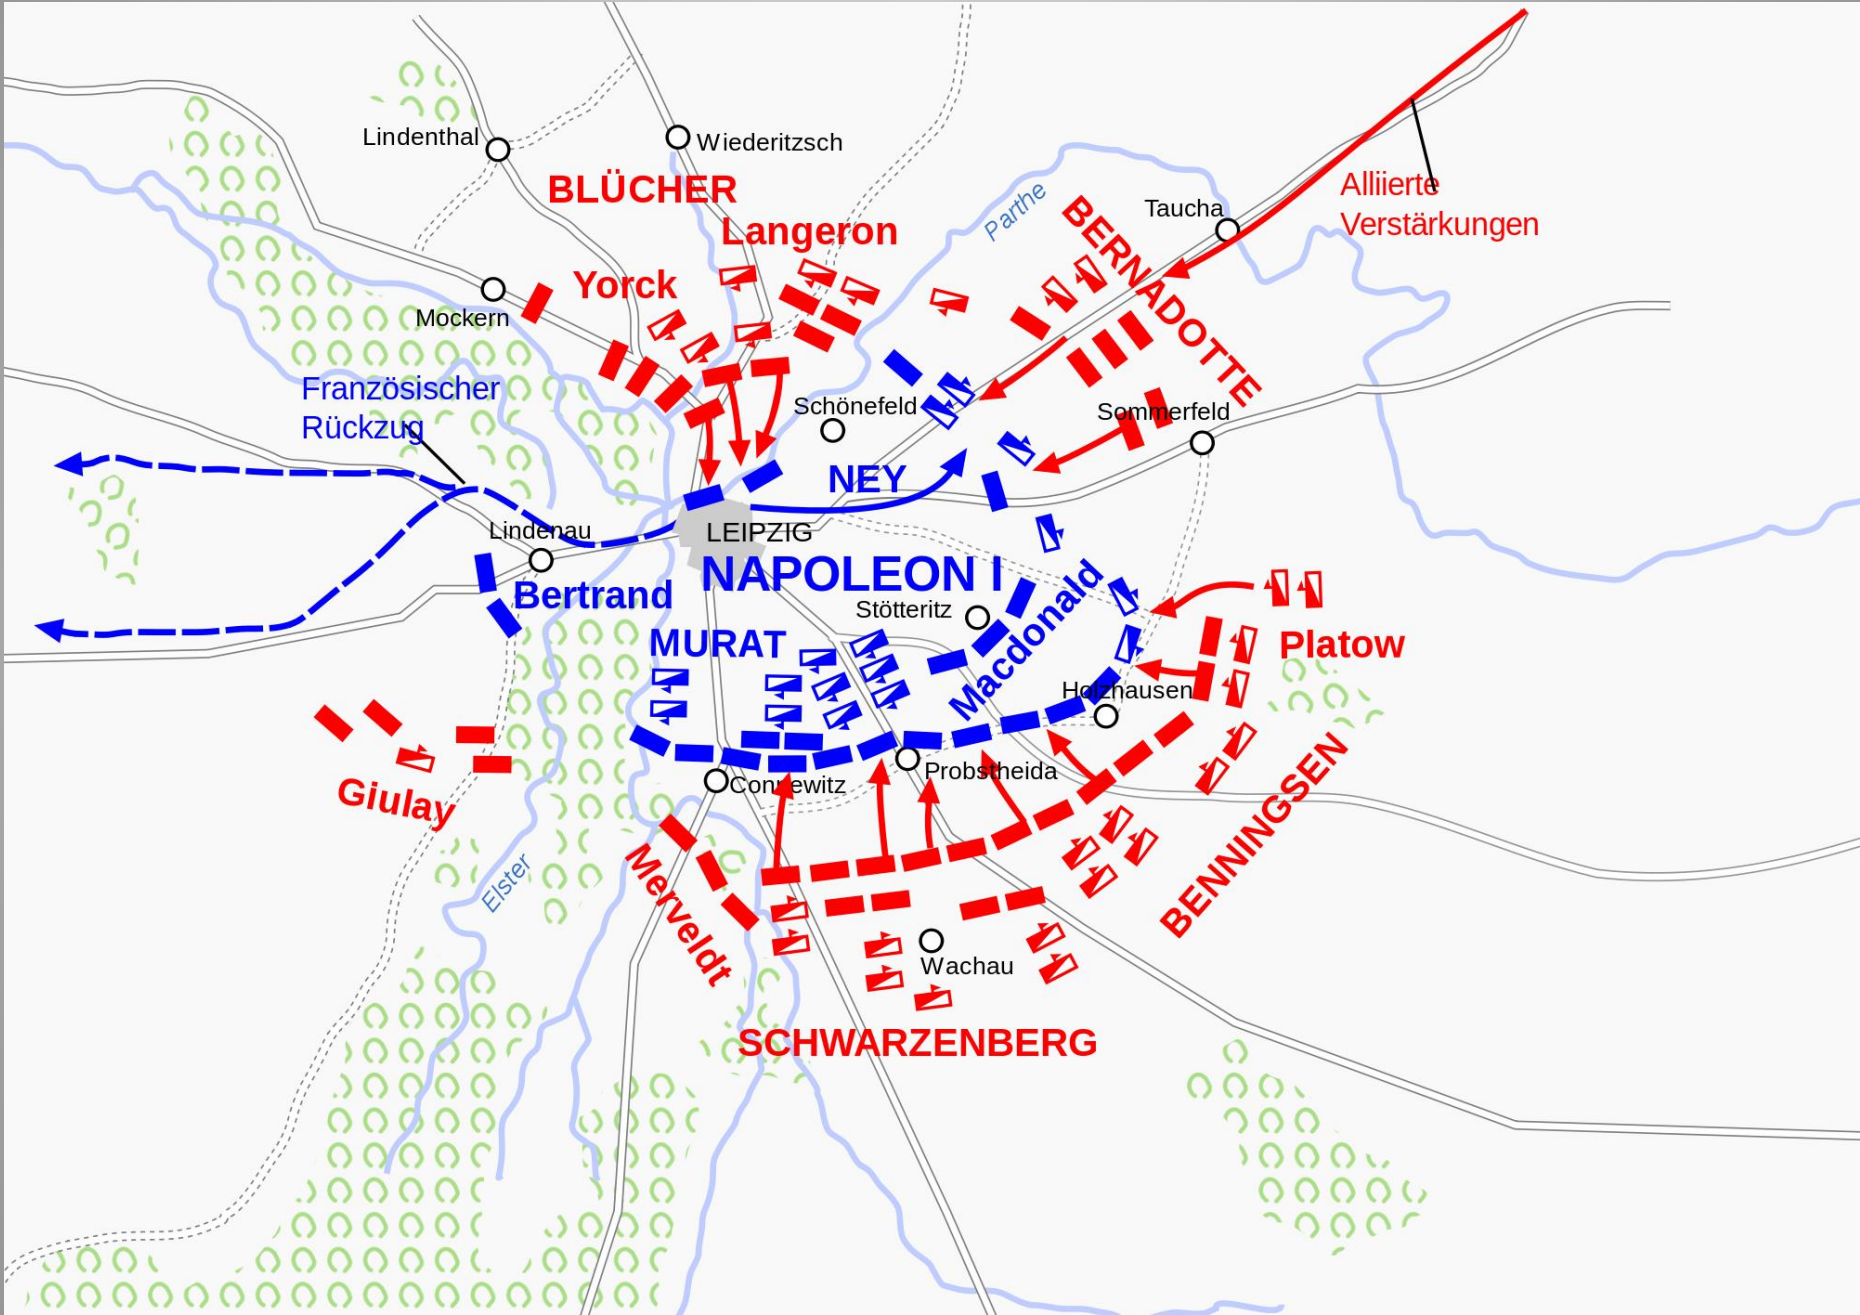 Lindenthal
Wiederitzsch
BLÜCHER
Langeron
Parthe
Taucha
Alliierte
Verstärkungen
BERNADOTTE
Yorck
Mockern
Französischer
Rückzug
Schönefeld
Sommerfeld
NEY
Lindenau
LEIPZIG
NAPOLEON I
Bertrand
Stötteritz
Macdonald
MURAT
Platow
Holzhausen
Giulay
Connewitz
Probstheida
BENNINGSEN
Elster
Merveldt
Wachau
SCHWARZENBERG